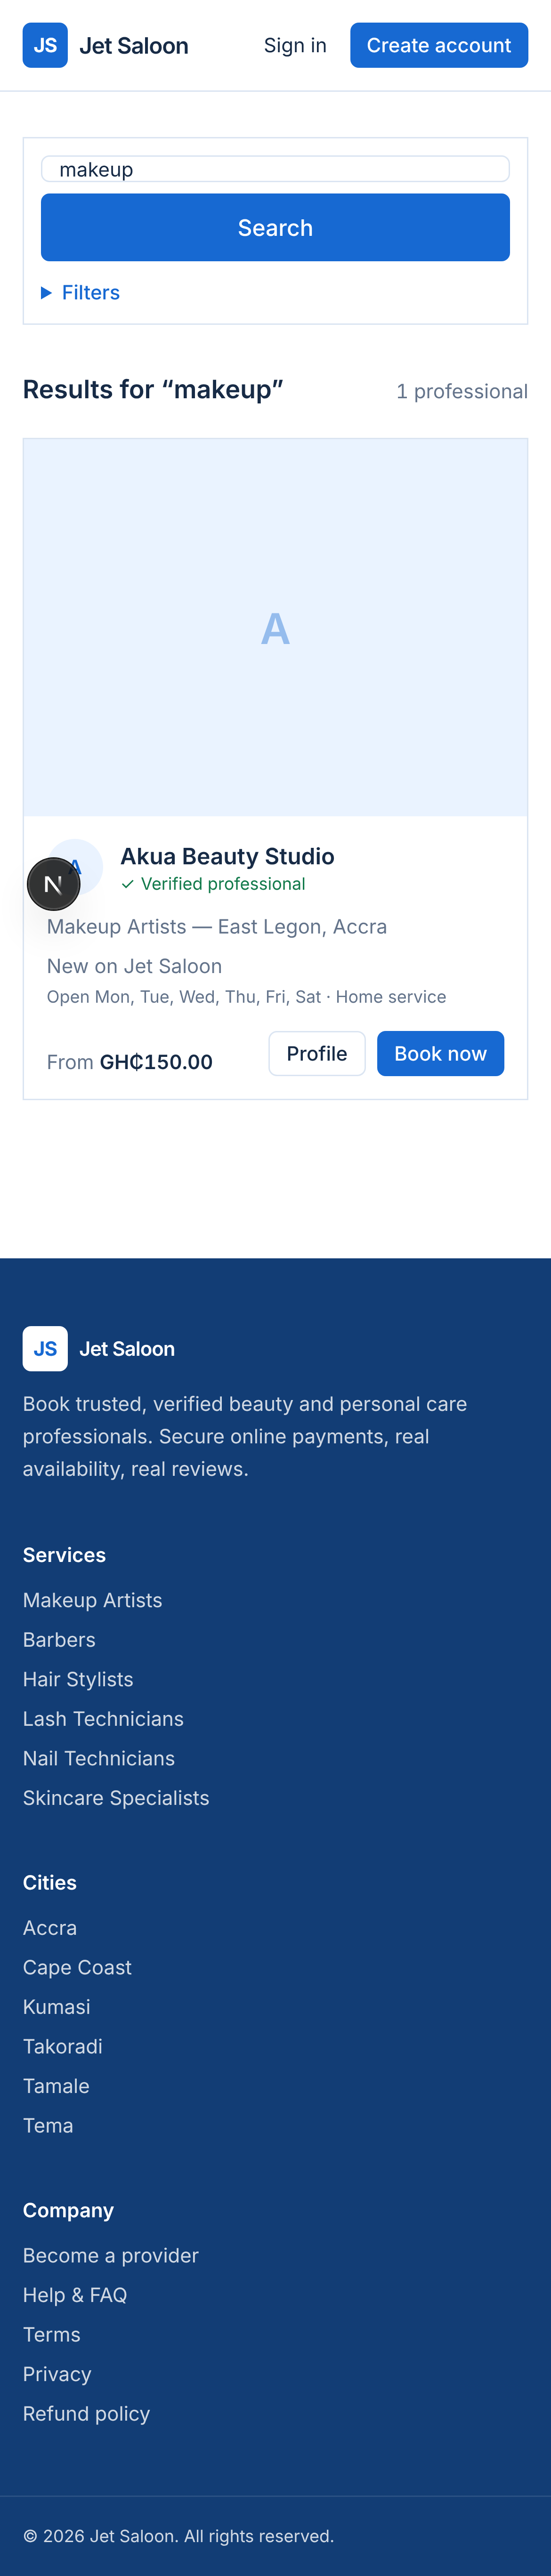 JS Jet Saloon Sign in Create account
makeup
Search
▶ Filters
Results for “makeup” 1 professional
A
A
Akua Beauty Studio
✓ Verified professional
N
Makeup Artists — East Legon, Accra
New on Jet Saloon
Open Mon, Tue, Wed, Thu, Fri, Sat · Home service
From GH₵150.00 Profile Book now
JS Jet Saloon
Book trusted, verified beauty and personal care
professionals. Secure online payments, real
availability, real reviews.
Services
Makeup Artists
Barbers
Hair Stylists
Lash Technicians
Nail Technicians
Skincare Specialists
Cities
Accra
Cape Coast
Kumasi
Takoradi
Tamale
Tema
Company
Become a provider
Help & FAQ
Terms
Privacy
Refund policy
© 2026 Jet Saloon. All rights reserved.